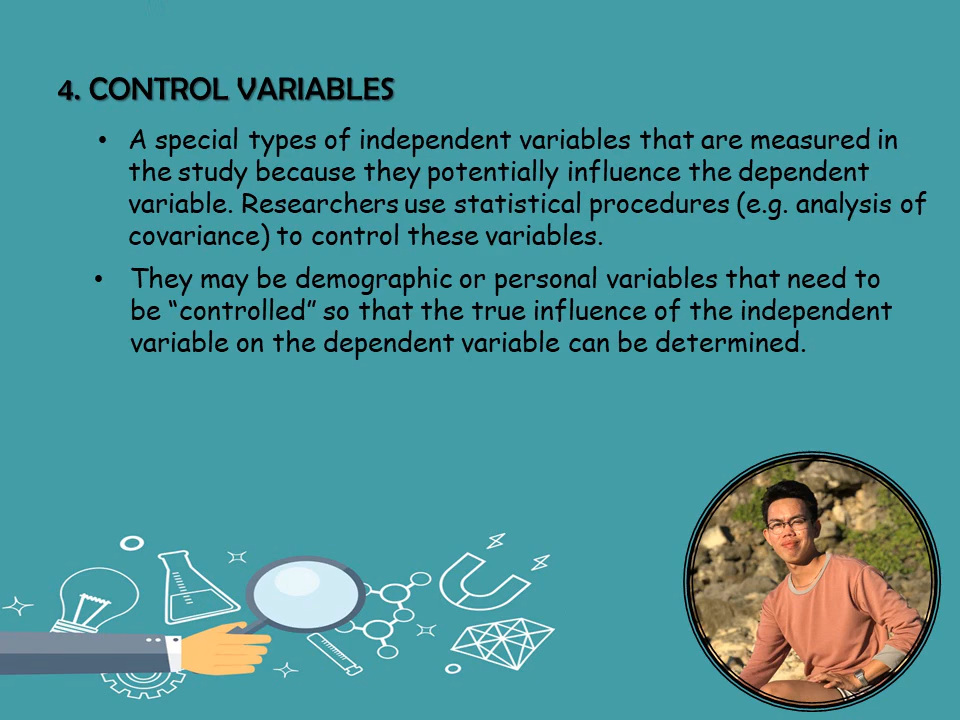 4. CONTROL VARIABLES
• A special types of independent variables that are measured in
the study because they potentially influence the dependent
variable. Researchers use statistical procedures (e.g. analysis of
covariance) to control these variables.
• They may be demographic or personal variables that need to
be “controlled” so that the true influence of the independent
variable on the dependent variable can be determined.